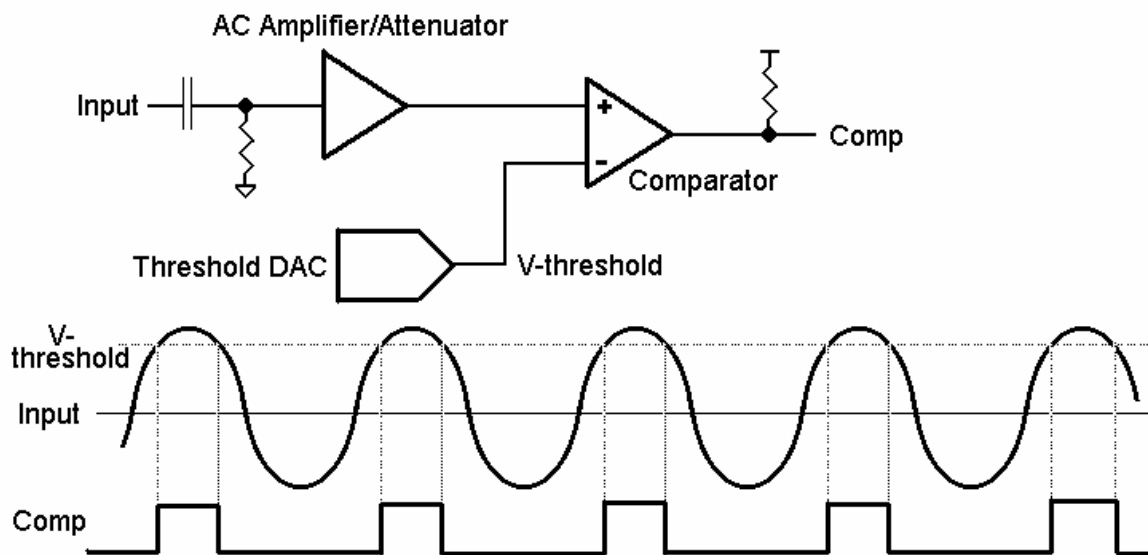 AC Amplifier/Attenuator
Input
+
-
Comp
Comparator
Threshold DAC
V-threshold
V-
threshold
Input
Comp